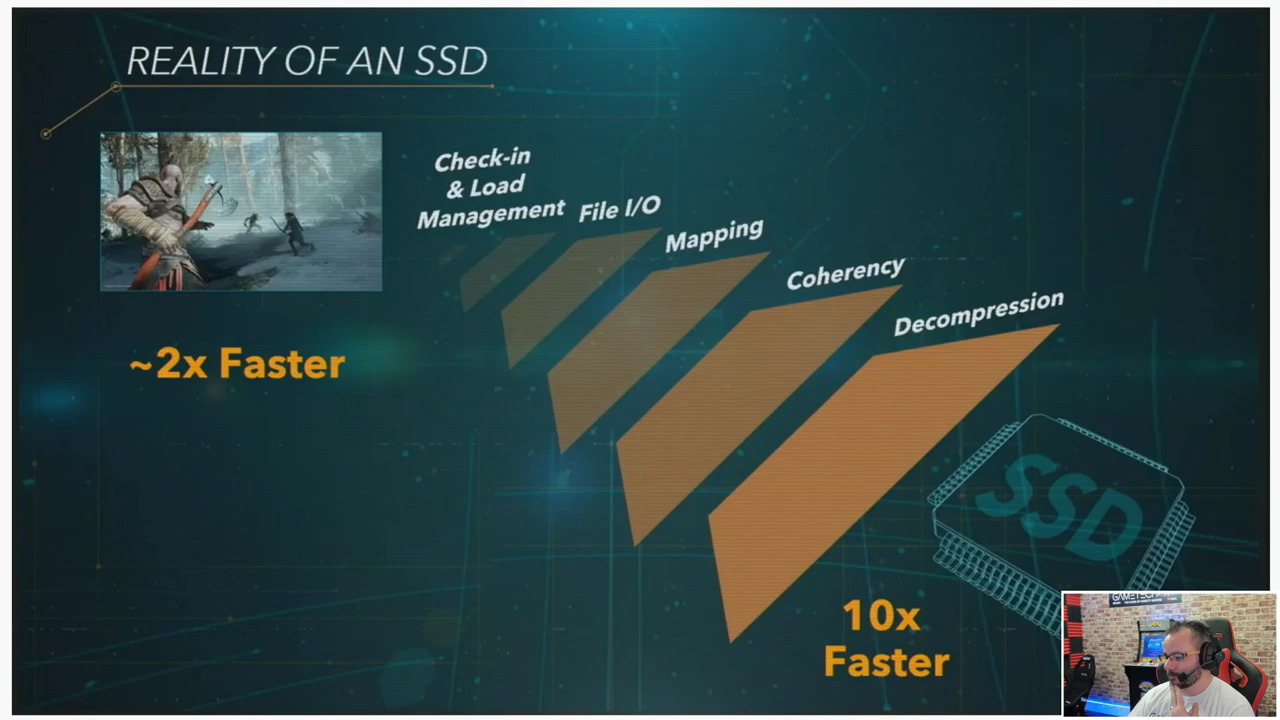 REALITY OF AN SSD
Check-in
& Load
Management
File I/O
Mapping
Coherency
Decompression
~2x Faster
SSD
10x
Faster